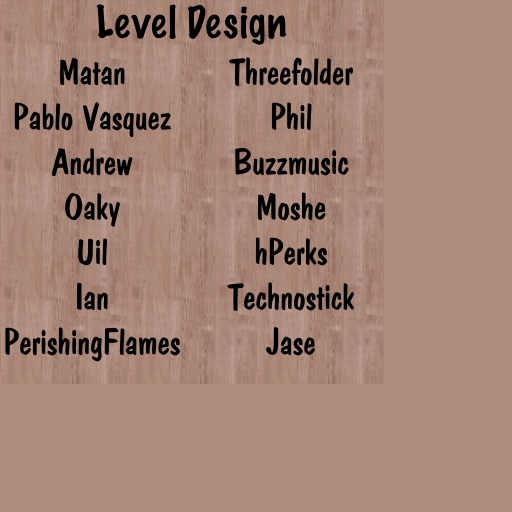 Level Design
Matan Threefolder
Pablo Vasquez Phil
Andrew Buzzmusic
Oaky Moshe
Uil hPerks
Ian Technostick
PerishingFlames Jase